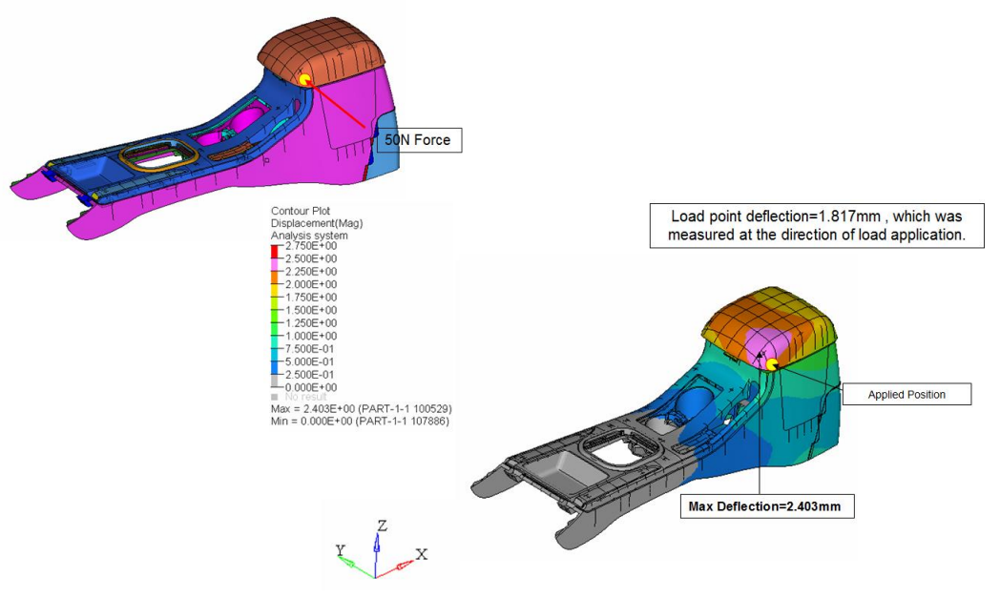 50N Force
Contour Plot
Displacement(Mag)
Analysis system
2.750E+00
2.500E+00
2.250E+00
2.000E+00
1.750E+00
1.500E+00
1.250E+00
1.000E+00
7.500E-01
5.000E-01
2.500E-01
0.000E+00
No result
Max = 2.403E+00 (PART-1-1 100529)
Min = 0.000E+00 (PART-1-1 107886)
Load point deflection=1.817mm , which was
measured at the direction of load application.
Applied Position
Max Deflection=2.403mm
Z
Y
X